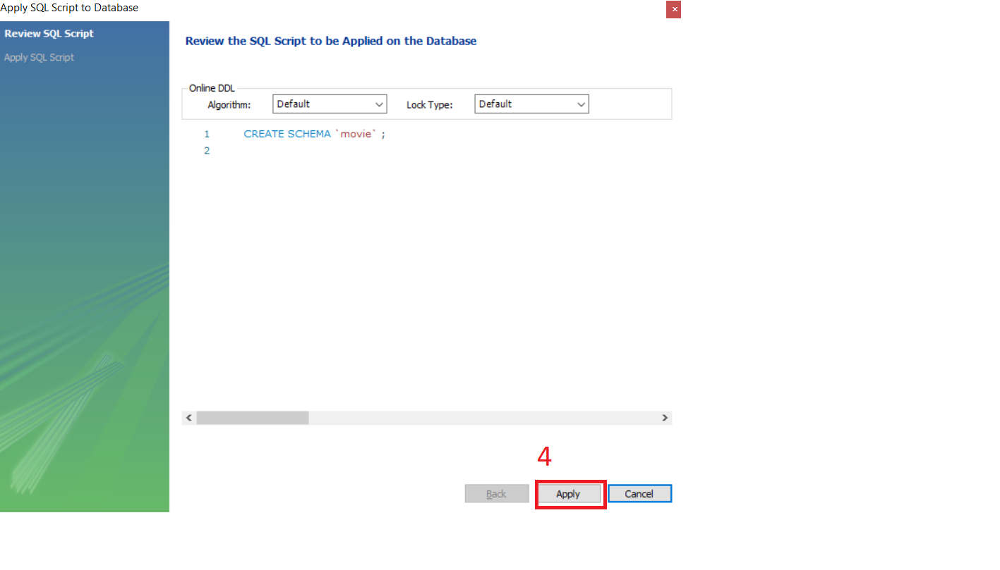 Apply SQL Script to Database
Review SQL Script
Apply SQL Script
Review the SQL Script to be Applied on the Database
Online DDL
Algorithm: Default Lock Type: Default
1 CREATE SCHEMA `movie` ;
2
4
Back Apply Cancel